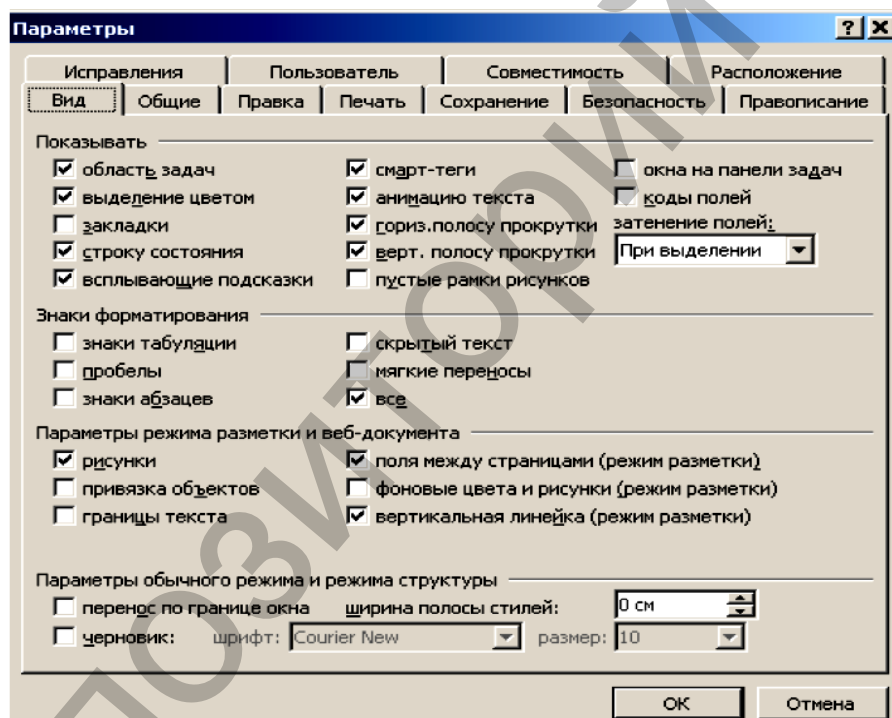 Параметры
Исправления Пользователь Совместимость Расположение
Вид Общие Правка Печать Сохранение Безопасность Правописание
Показывать
область задач смарт-теги окна на панели задач
выделение цветом анимацию текста коды полей
закладки гориз.полосу прокрутки затенение полей:
строку состояния верт. полосу прокрутки При выделении
всплывающие подсказки пустые рамки рисунков
Знаки форматирования
знаки табуляции скрытый текст
пробелы мягкие переносы
знаки абзацев все
Параметры режима разметки и веб-документа
рисунки поля между страницами (режим разметки)
привязка объектов фоновые цвета и рисунки (режим разметки)
границы текста вертикальная линейка (режим разметки)
Параметры обычного режима и режима структуры
перенос по границе окна ширина полосы стилей: 0 см
черновик: шрифт: Courier New размер: 10
ОК Отмена
ПОЗИТОРИЙ